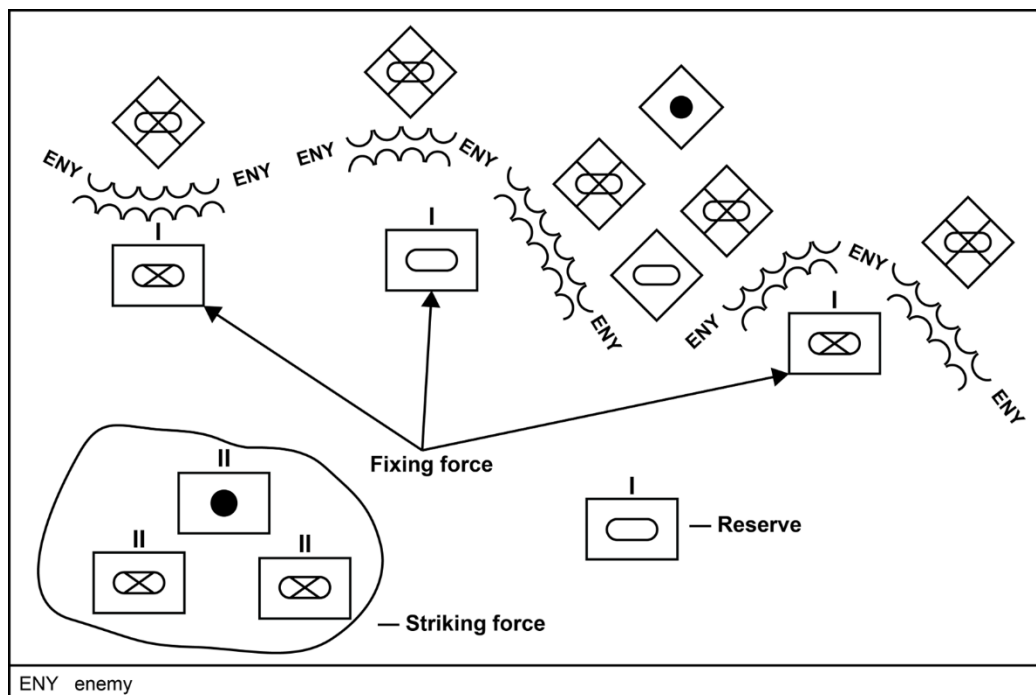 ENY
ENY
ENY
ENY
I
I
ENY
ENY
I
ENY
ENY
Fixing force
II
I
— Reserve
II
II
— Striking force
ENY enemy